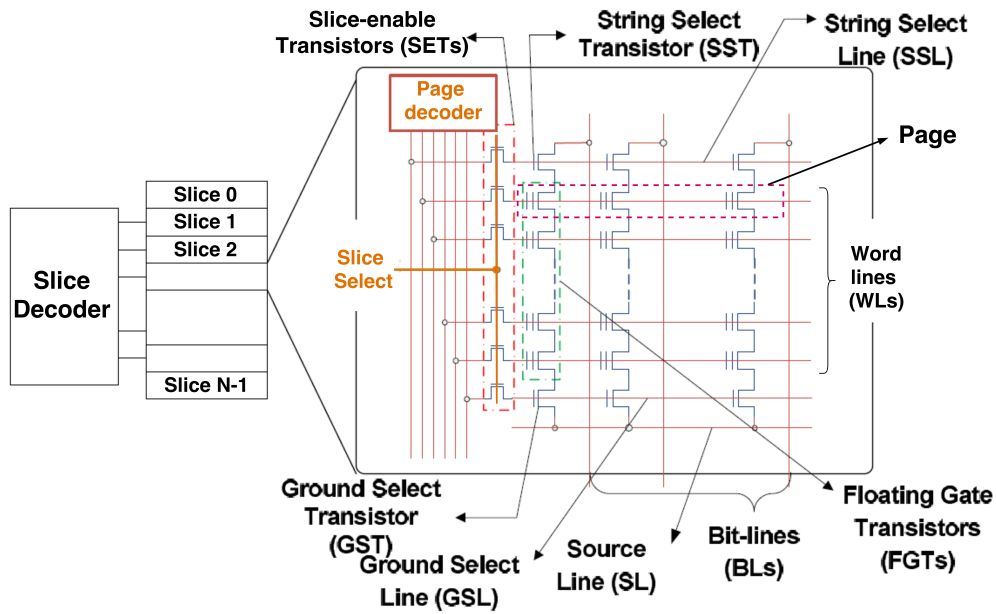 Slice-enable
Transistors (SETs)
String Select
Transistor (SST)
String Select
Line (SSL)
Page
decoder
Page
Slice 0
Slice 1
Slice 2
Slice N-1
Slice
Decoder
Slice
Select
Word
lines
(WLs)
Ground Select
Transistor
(GST)
Ground Select
Line (GSL)
Source
Line (SL)
Bit-lines
(BLs)
Floating Gate
Transistors
(FGTs)